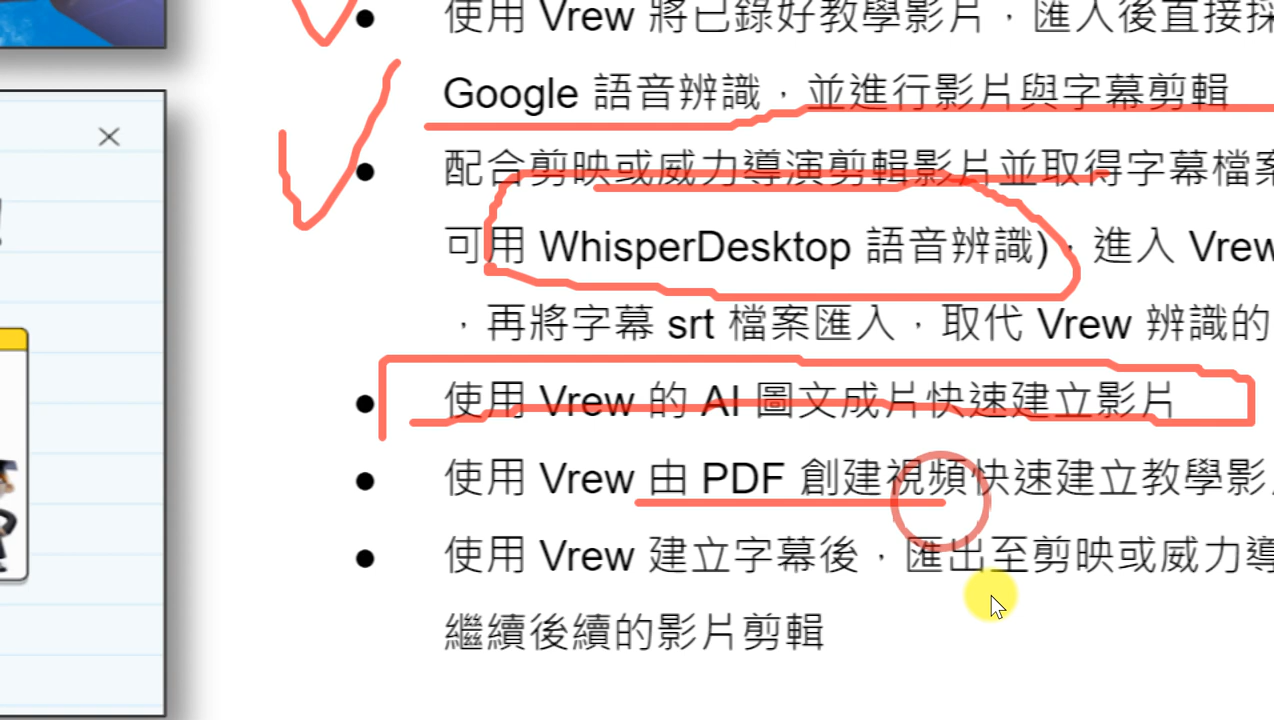 使用 Vrew 將已錄好教學影片，匯入後直接採
Google 語音辨識，並進行影片與字幕剪輯
配合剪映或威力導演剪輯影片並取得字幕檔案
可用 WhisperDesktop 語音辨識)，進入 Vrew
，再將字幕 srt 檔案匯入，取代 Vrew 辨識的
使用 Vrew 的 AI 圖文成片快速建立影片
使用 Vrew 由 PDF 創建視頻快速建立教學影
使用 Vrew 建立字幕後，匯出至剪映或威力導
繼續後續的影片剪輯